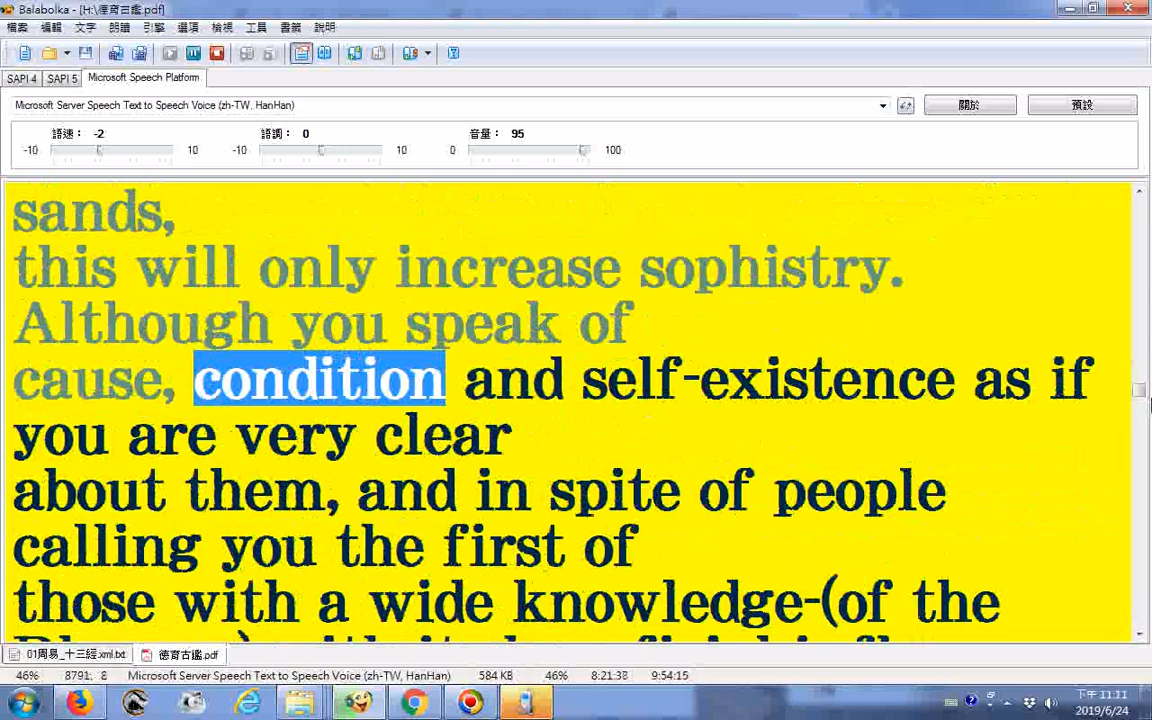 Balabolka - [H:\德育古鑑.pdf]
檔案 編輯 文字 朗讀 引擎 選項 檢視 工具 書籤 說明
SAPI 4 SAPI 5 Microsoft Speech Platform
Microsoft Server Speech Text to Speech Voice (zh-TW, HanHan) 關於 預設
語速： -2 語調： 0 音量： 95
-10 10 -10 10 0 100
sands,
this will only increase sophistry.
Although you speak of
cause, condition and self-existence as if
you are very clear
about them, and in spite of people
calling you the first of
those with a wide knowledge-(of the
01周易_十三經.xml.txt 德育古鑑.pdf
46% 8791, 8 Microsoft Server Speech Text to Speech Voice (zh-TW, HanHan) 584 KB 46% 8:21:38 9:54:15
下午 11:11
2019/6/24